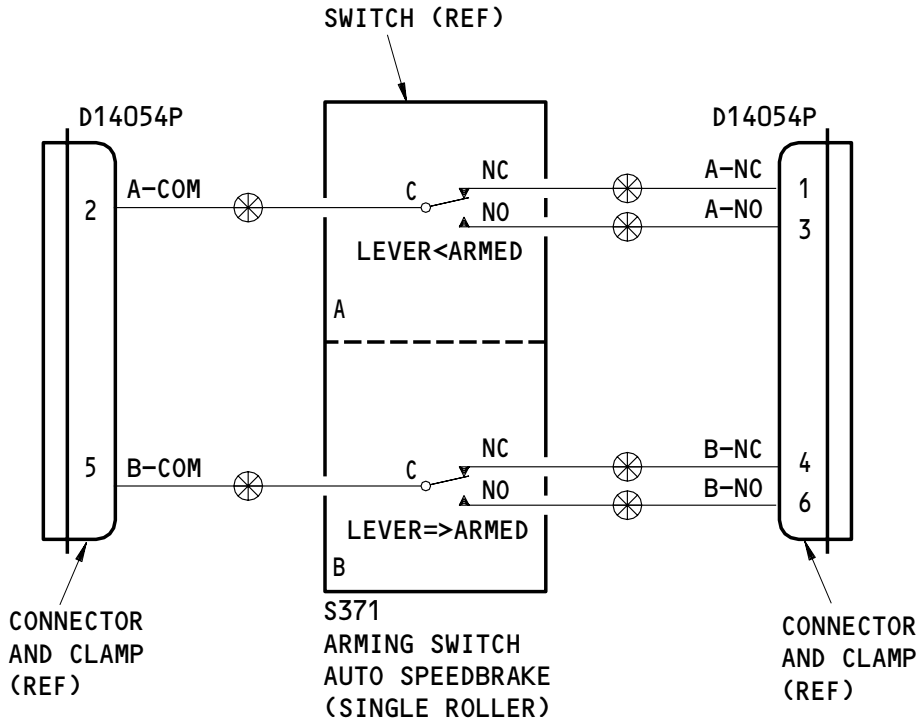 SWITCH (REF)
D14054P
D14054P
2
A-COM
C
NC
NO
A-NC
A-NO
1
3
LEVER<ARMED
A
5
B-COM
C
NC
NO
B-NC
B-NO
4
6
LEVER=>ARMED
B
CONNECTOR
AND CLAMP
(REF)
S371
ARMING SWITCH
AUTO SPEEDBRAKE
(SINGLE ROLLER)
CONNECTOR
AND CLAMP
(REF)